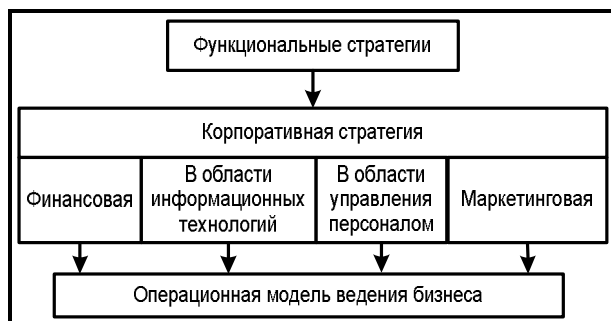 Функциональные стратегии
Корпоративная стратегия
Финансовая
В области
информационных
технологий
В области
управления
персоналом
Маркетинговая
Операционная модель ведения бизнеса